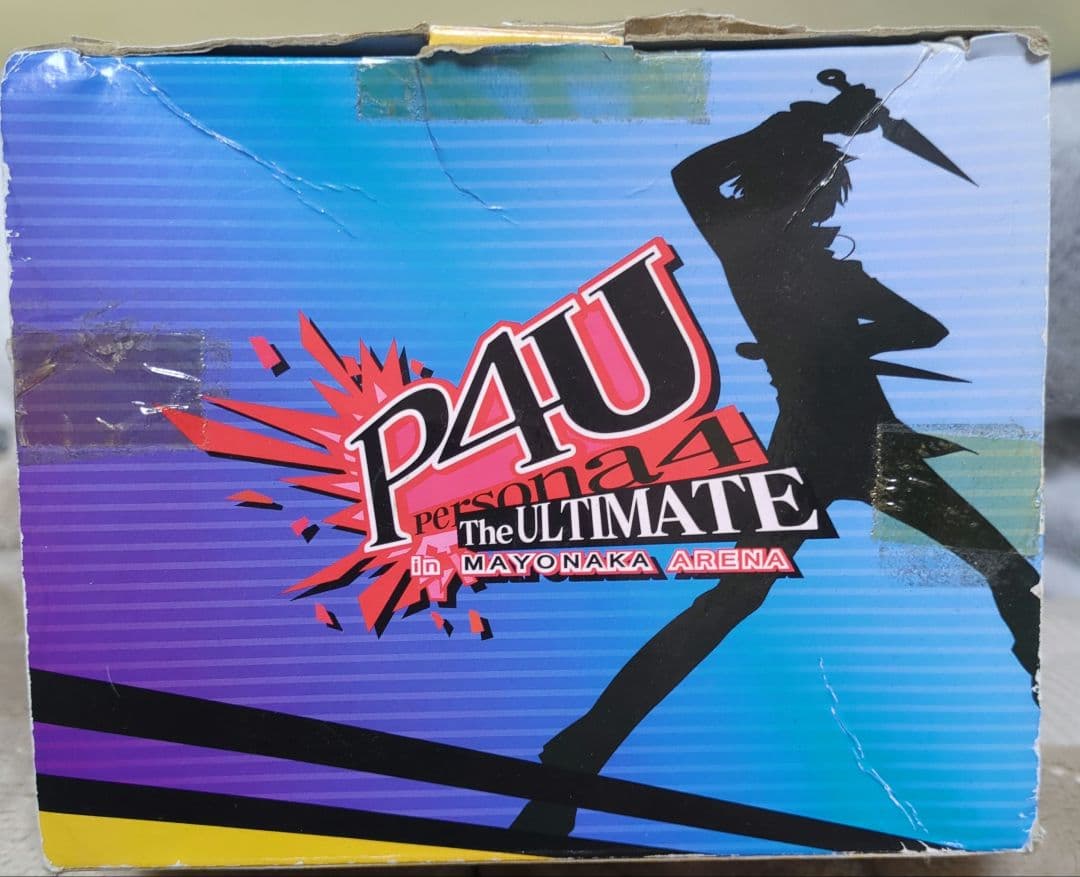 P4U
Persona4
The ULTIMATE
in MAYONAKA ARENA